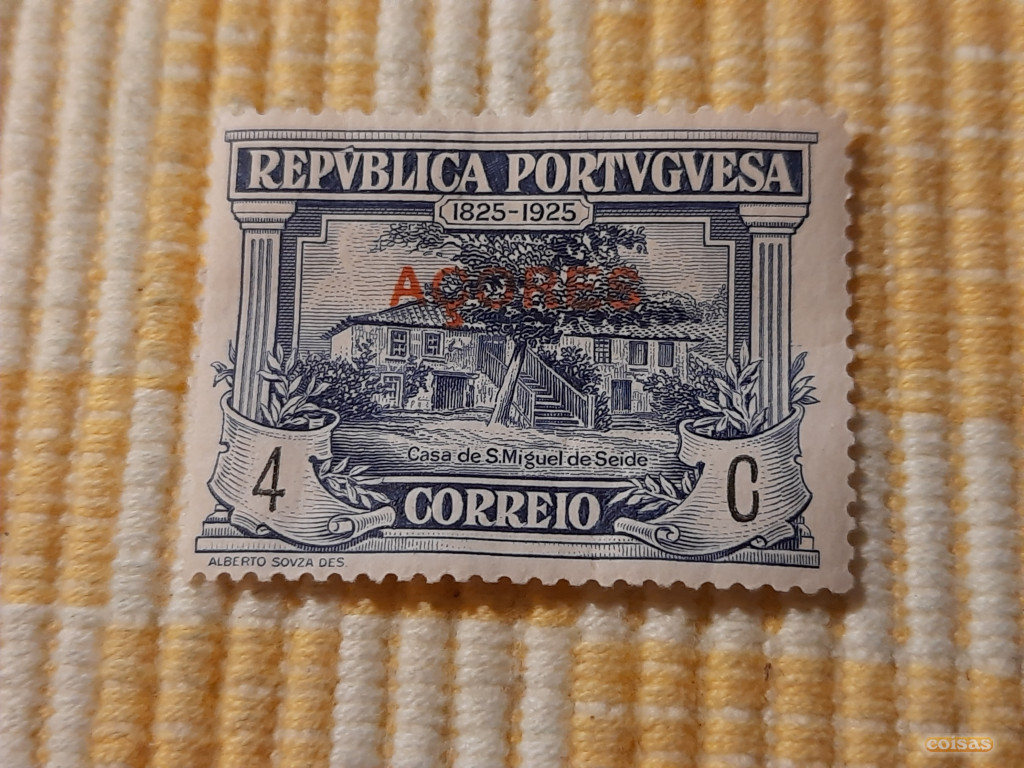 REPVBLICA PORTVGVESA
1825-1925
AÇORES
Casa de S. Miguel de Seide
4 C
CORREIO
ALBERTO SOVZA DES.
coisas